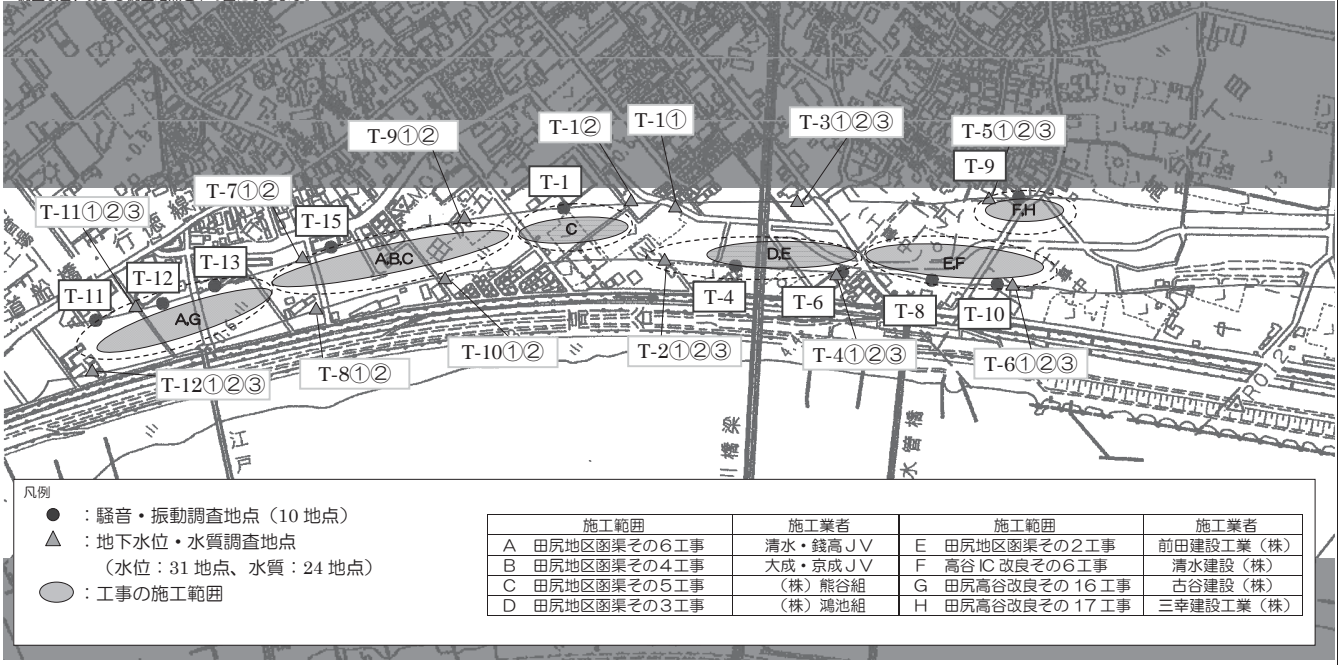 T-9①②
T-1②
T-1①
T-3①②③
T-5①②③
T-1
T-9
T-7①②
T-11①②③
T-15
T-13
T-12
T-11
A,G
A,B,C
C
D,E
E,F
F,H
T-4
T-6
T-8
T-10
T-12①②③
T-8①②
T-10①②
T-2①②③
T-4①②③
T-6①②③
高谷
江戸
川橋梁
水管橋
凡例
：騒音・振動調査地点（10 地点）
：地下水位・水質調査地点
（水位：31 地点、水質：24 地点）
：工事の施工範囲
施工範囲 施工業者 施工範囲 施工業者
A 田尻地区函渠その６工事 清水・錢高ＪＶ E 田尻地区函渠その２工事 前田建設工業（株）
B 田尻地区函渠その４工事 大成・京成ＪＶ F 高谷 IC 改良その６工事 清水建設（株）
C 田尻地区函渠その５工事 （株）熊谷組 G 田尻高谷改良その 16 工事 古谷建設（株）
D 田尻地区函渠その３工事 （株）鴻池組 H 田尻高谷改良その 17 工事 三幸建設工業（株）